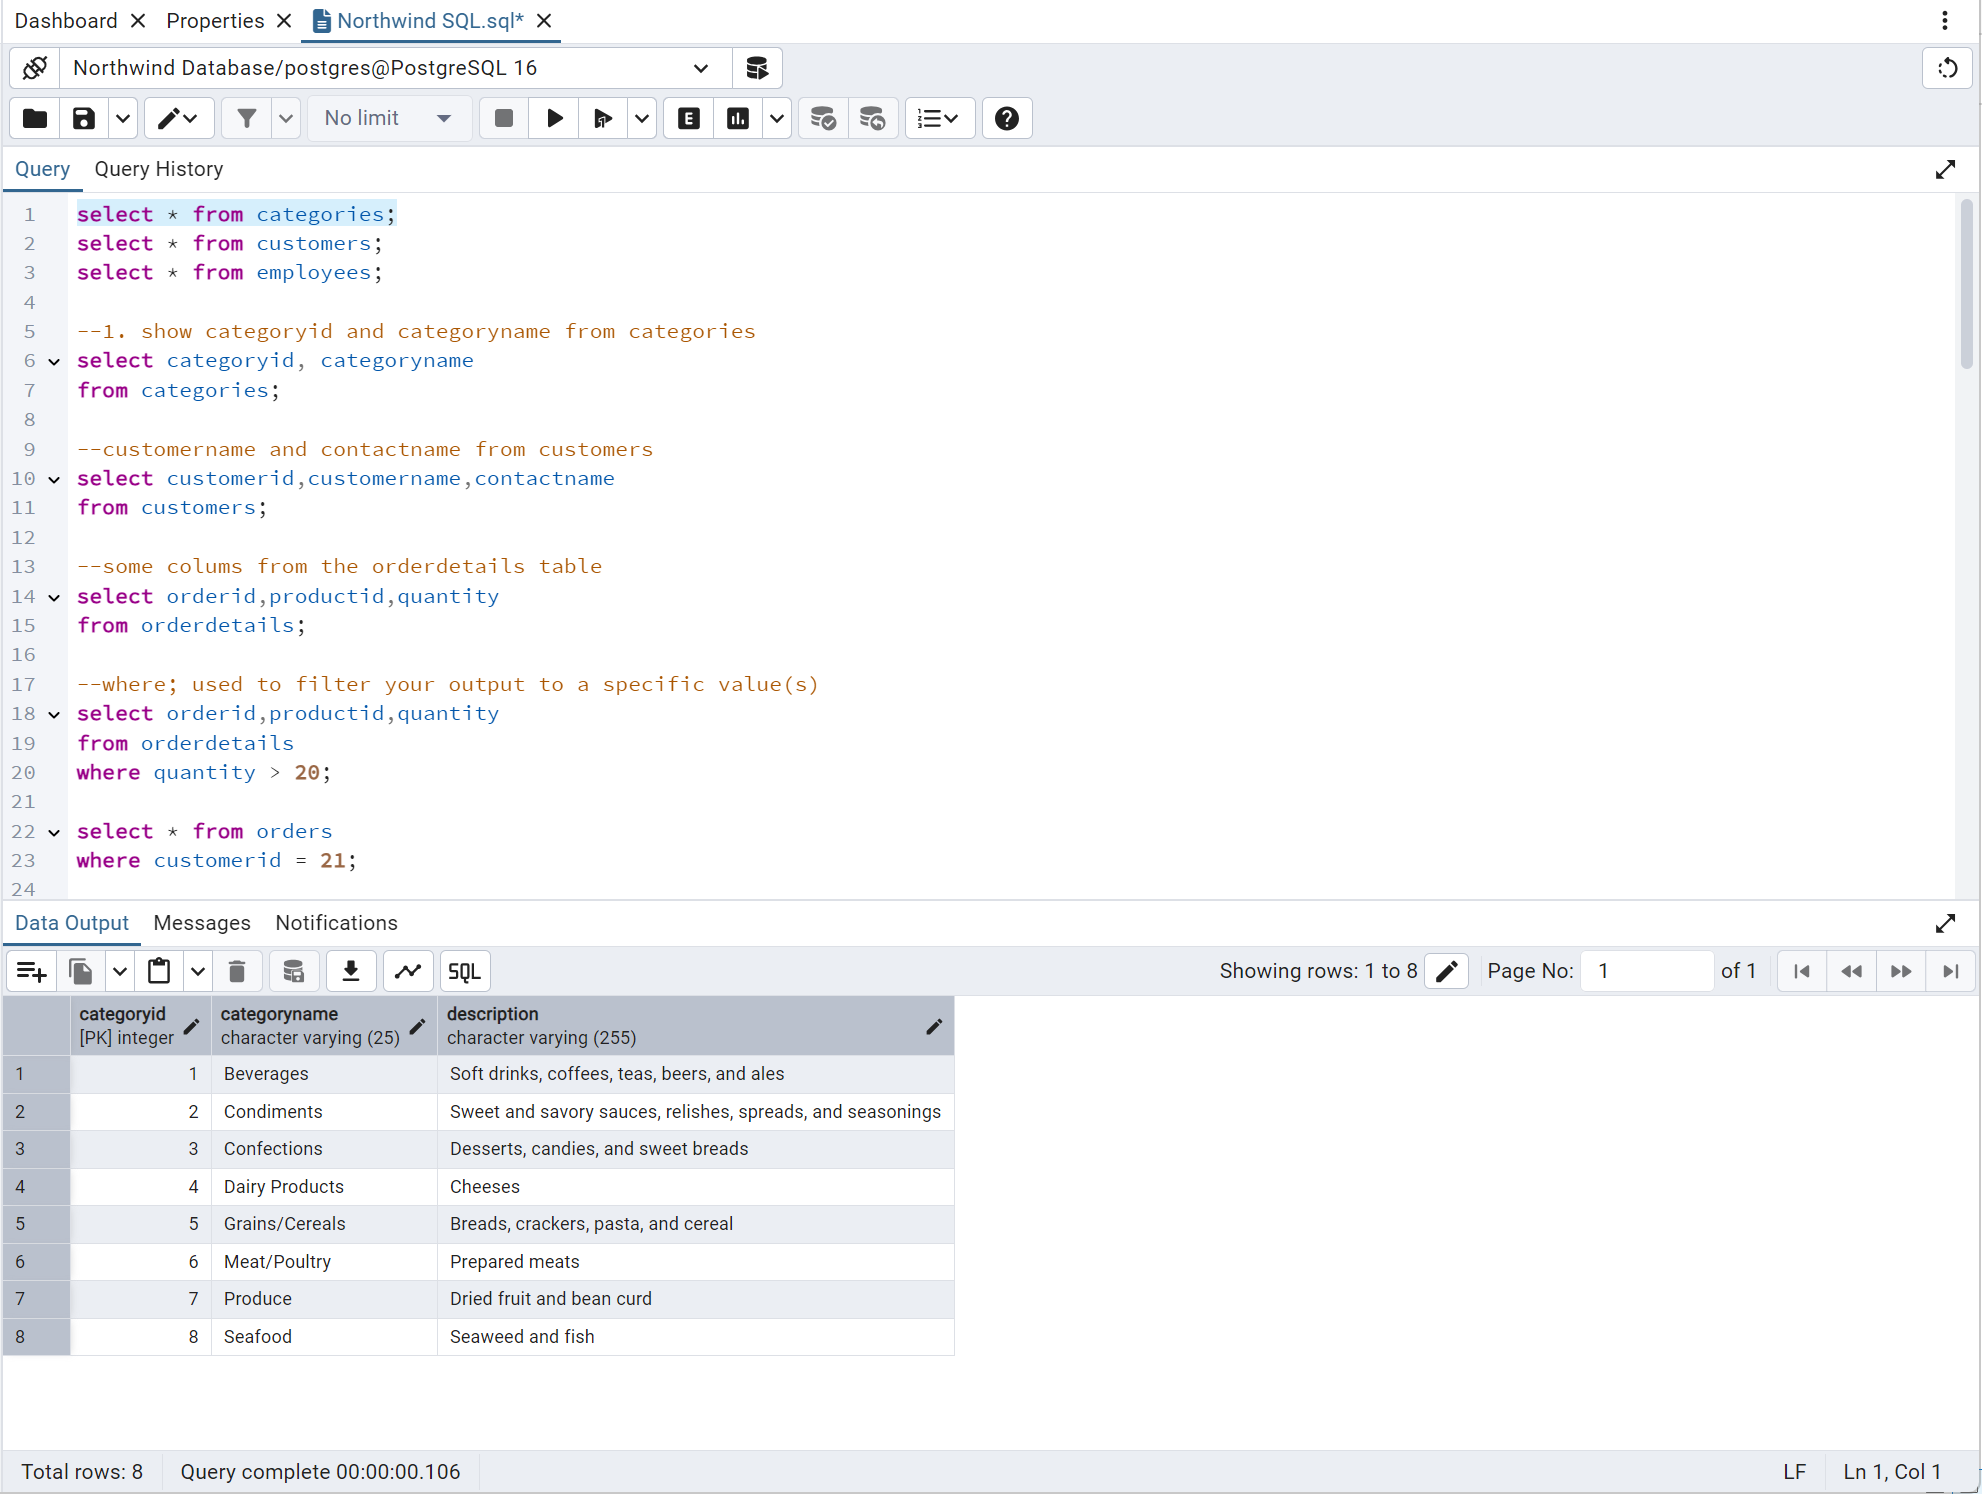 Dashboard Properties Northwind SQL.sql*
Northwind Database/postgres@PostgreSQL 16
No limit E
Query Query History
1 select * from categories;
2 select * from customers;
3 select * from employees;
4
5 --1. show categoryid and categoryname from categories
6 select categoryid, categoryname
7 from categories;
8
9 --customername and contactname from customers
10 select customerid,customername,contactname
11 from customers;
12
13 --some colums from the orderdetails table
14 select orderid,productid,quantity
15 from orderdetails;
16
17 --where; used to filter your output to a specific value(s)
18 select orderid,productid,quantity
19 from orderdetails
20 where quantity > 20;
21
22 select * from orders
23 where customerid = 21;
24
Data Output Messages Notifications
SQL Showing rows: 1 to 8 Page No: 1 of 1
categoryid categoryname description
[PK] integer character varying (25) character varying (255)
1 1 Beverages Soft drinks, coffees, teas, beers, and ales
2 2 Condiments Sweet and savory sauces, relishes, spreads, and seasonings
3 3 Confections Desserts, candies, and sweet breads
4 4 Dairy Products Cheeses
5 5 Grains/Cereals Breads, crackers, pasta, and cereal
6 6 Meat/Poultry Prepared meats
7 7 Produce Dried fruit and bean curd
8 8 Seafood Seaweed and fish
Total rows: 8 Query complete 00:00:00.106 LF Ln 1, Col 1